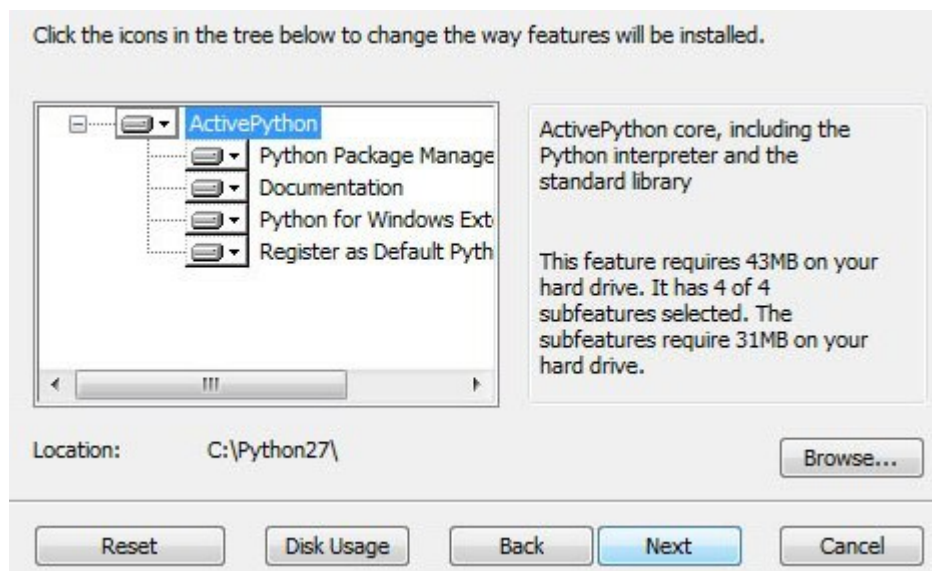 Click the icons in the tree below to change the way features will be installed.
ActivePython
Python Package Manage
Documentation
Python for Windows Ext
Register as Default Pyth
ActivePython core, including the
Python interpreter and the
standard library
This feature requires 43MB on your
hard drive. It has 4 of 4
subfeatures selected. The
subfeatures require 31MB on your
hard drive.
Location: C:\Python27\
Browse...
Reset Disk Usage Back Next Cancel